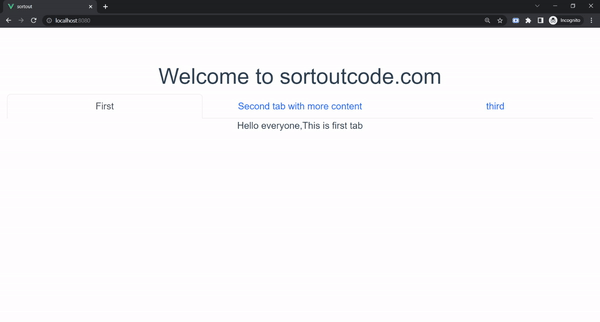 sortout
localhost:8080
Incognito
Welcome to sortoutcode.com
First
Second tab with more content
third
Hello everyone,This is first tab